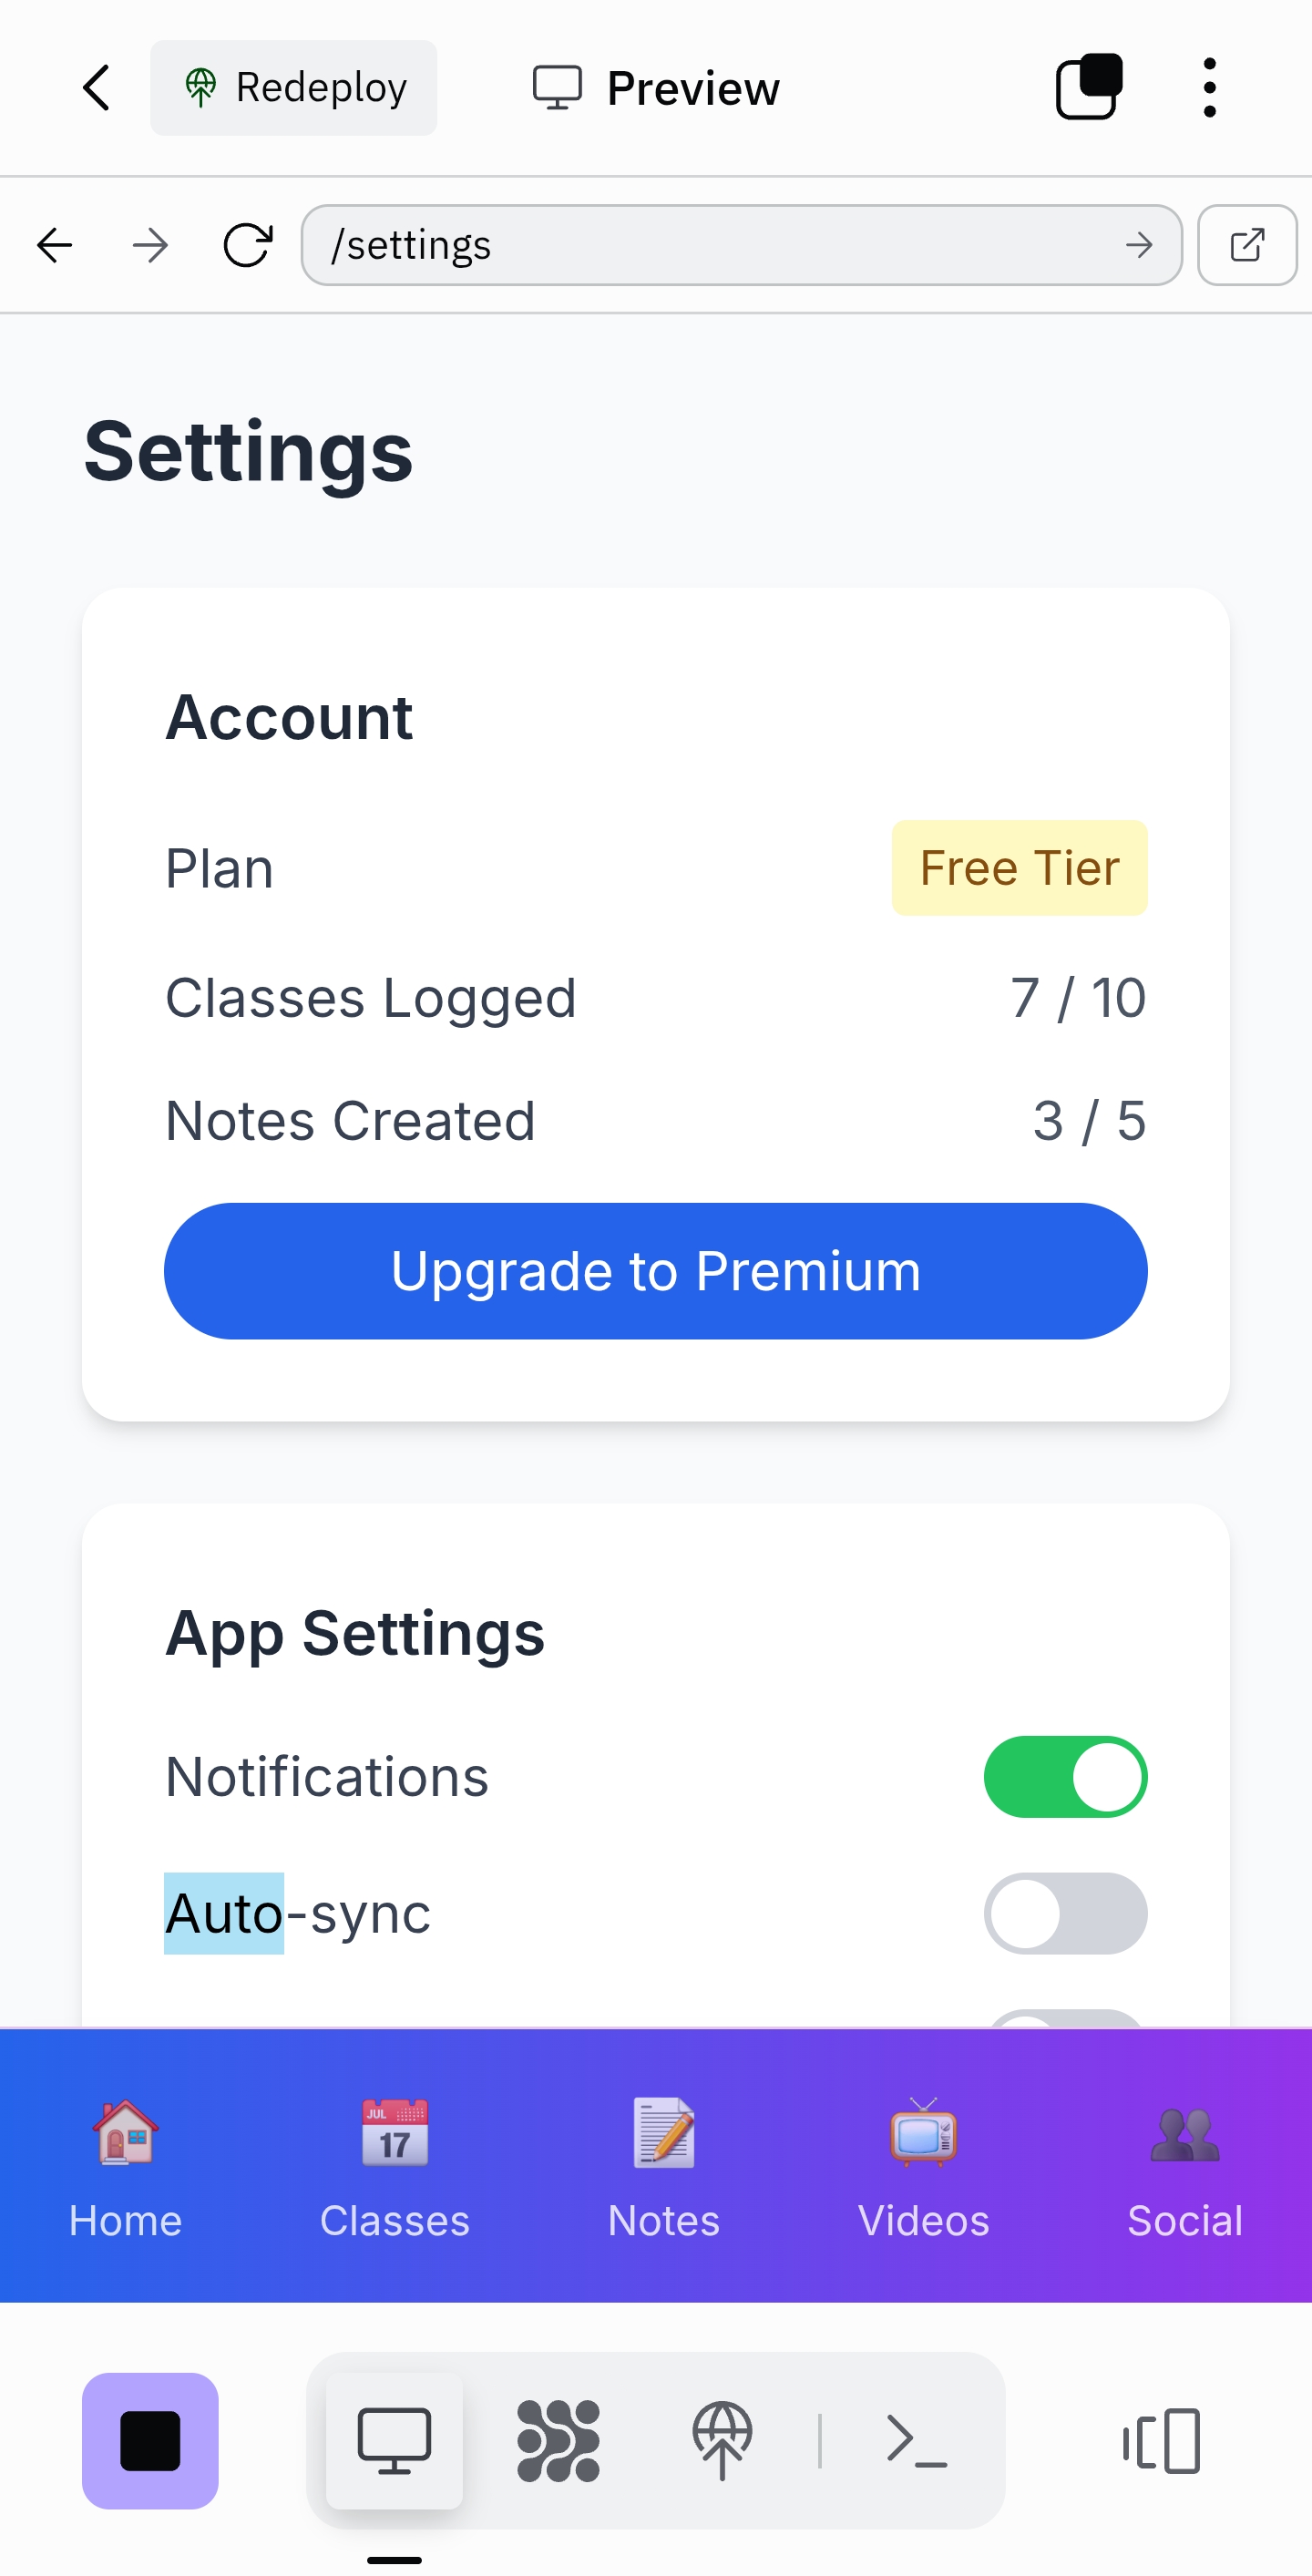 Redeploy
Preview
/settings
Settings
Account
Plan Free Tier
Classes Logged 7 / 10
Notes Created 3 / 5
Upgrade to Premium
App Settings
Notifications
Auto-sync
JUL
17
Home Classes Notes Videos Social